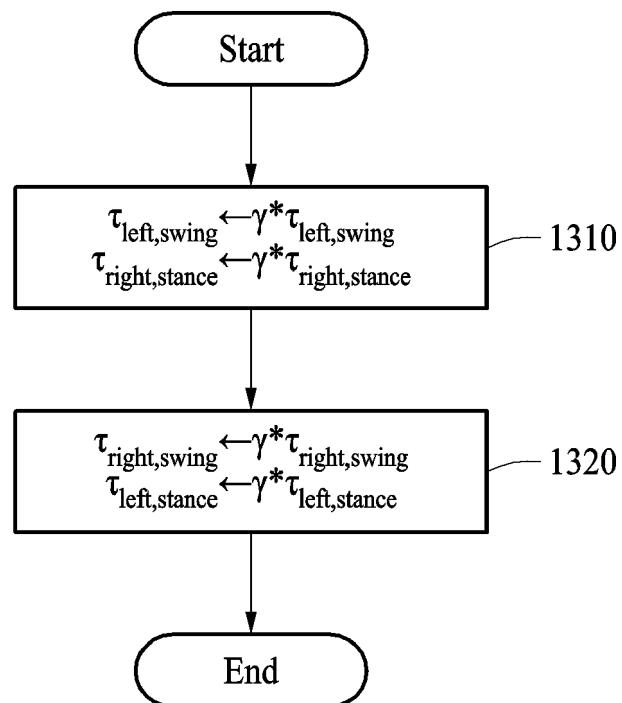 Start
τleft,swing←γ*τleft,swing
τright,stance←γ*τright,stance
1310
τright,swing←γ*τright,swing
τleft,stance←γ*τleft,stance
1320
End